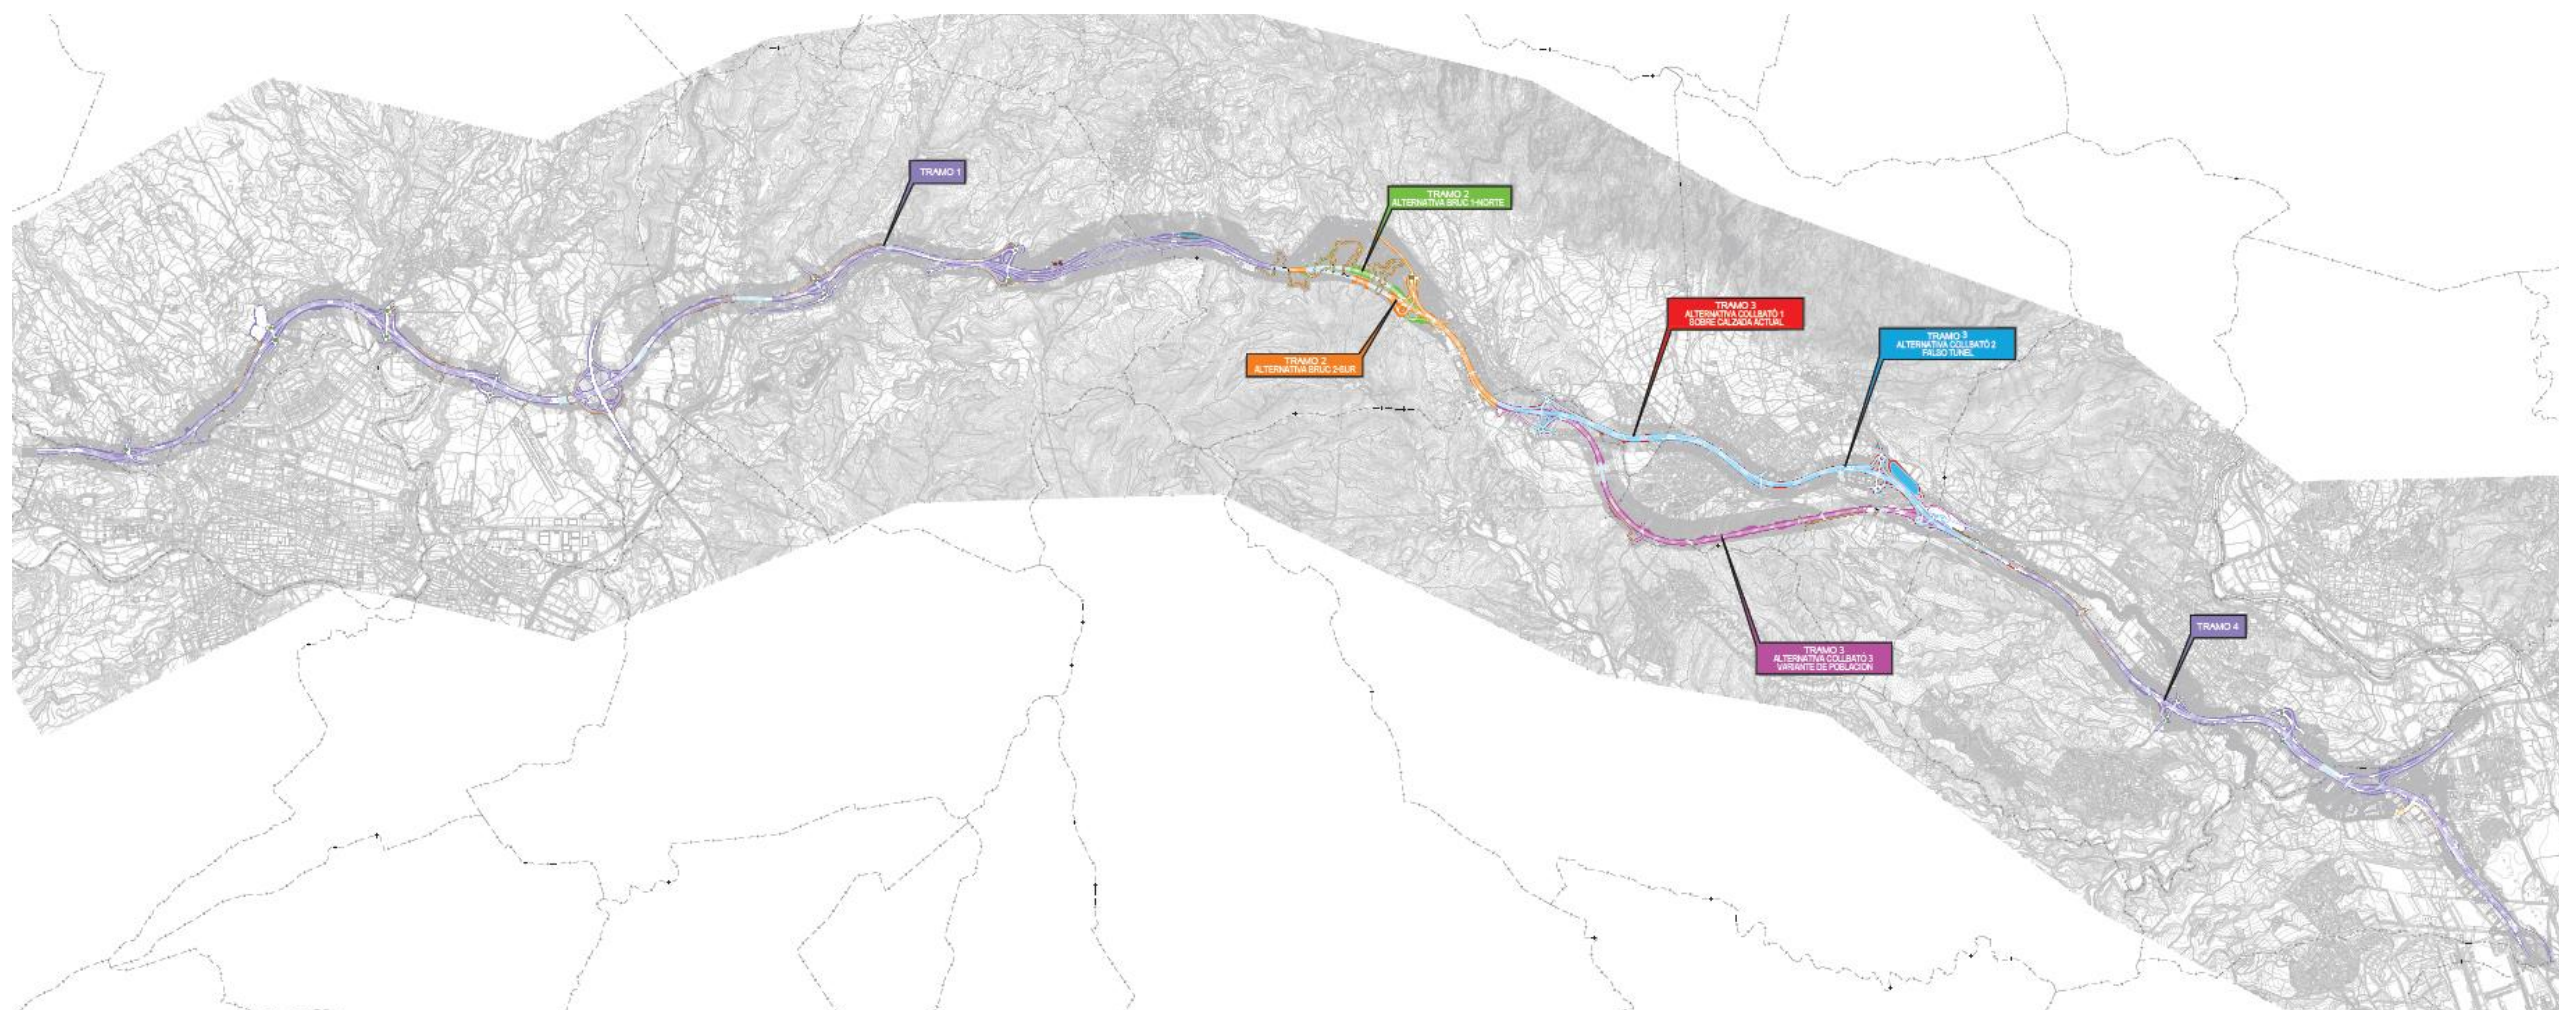 TRAMO 1
TRAMO 2
ALTERNATIVA BRUC 1-NORTE
TRAMO 2
ALTERNATIVA BRUC 2-SUR
TRAMO 3
ALTERNATIVA COLLBATÓ 1
SOBRE CALZADA ACTUAL
TRAMO 3
ALTERNATIVA COLLBATÓ 2
FALSO TUNEL
TRAMO 3
ALTERNATIVA COLLBATÓ 3
VARIANTE DE POBLACION
TRAMO 4